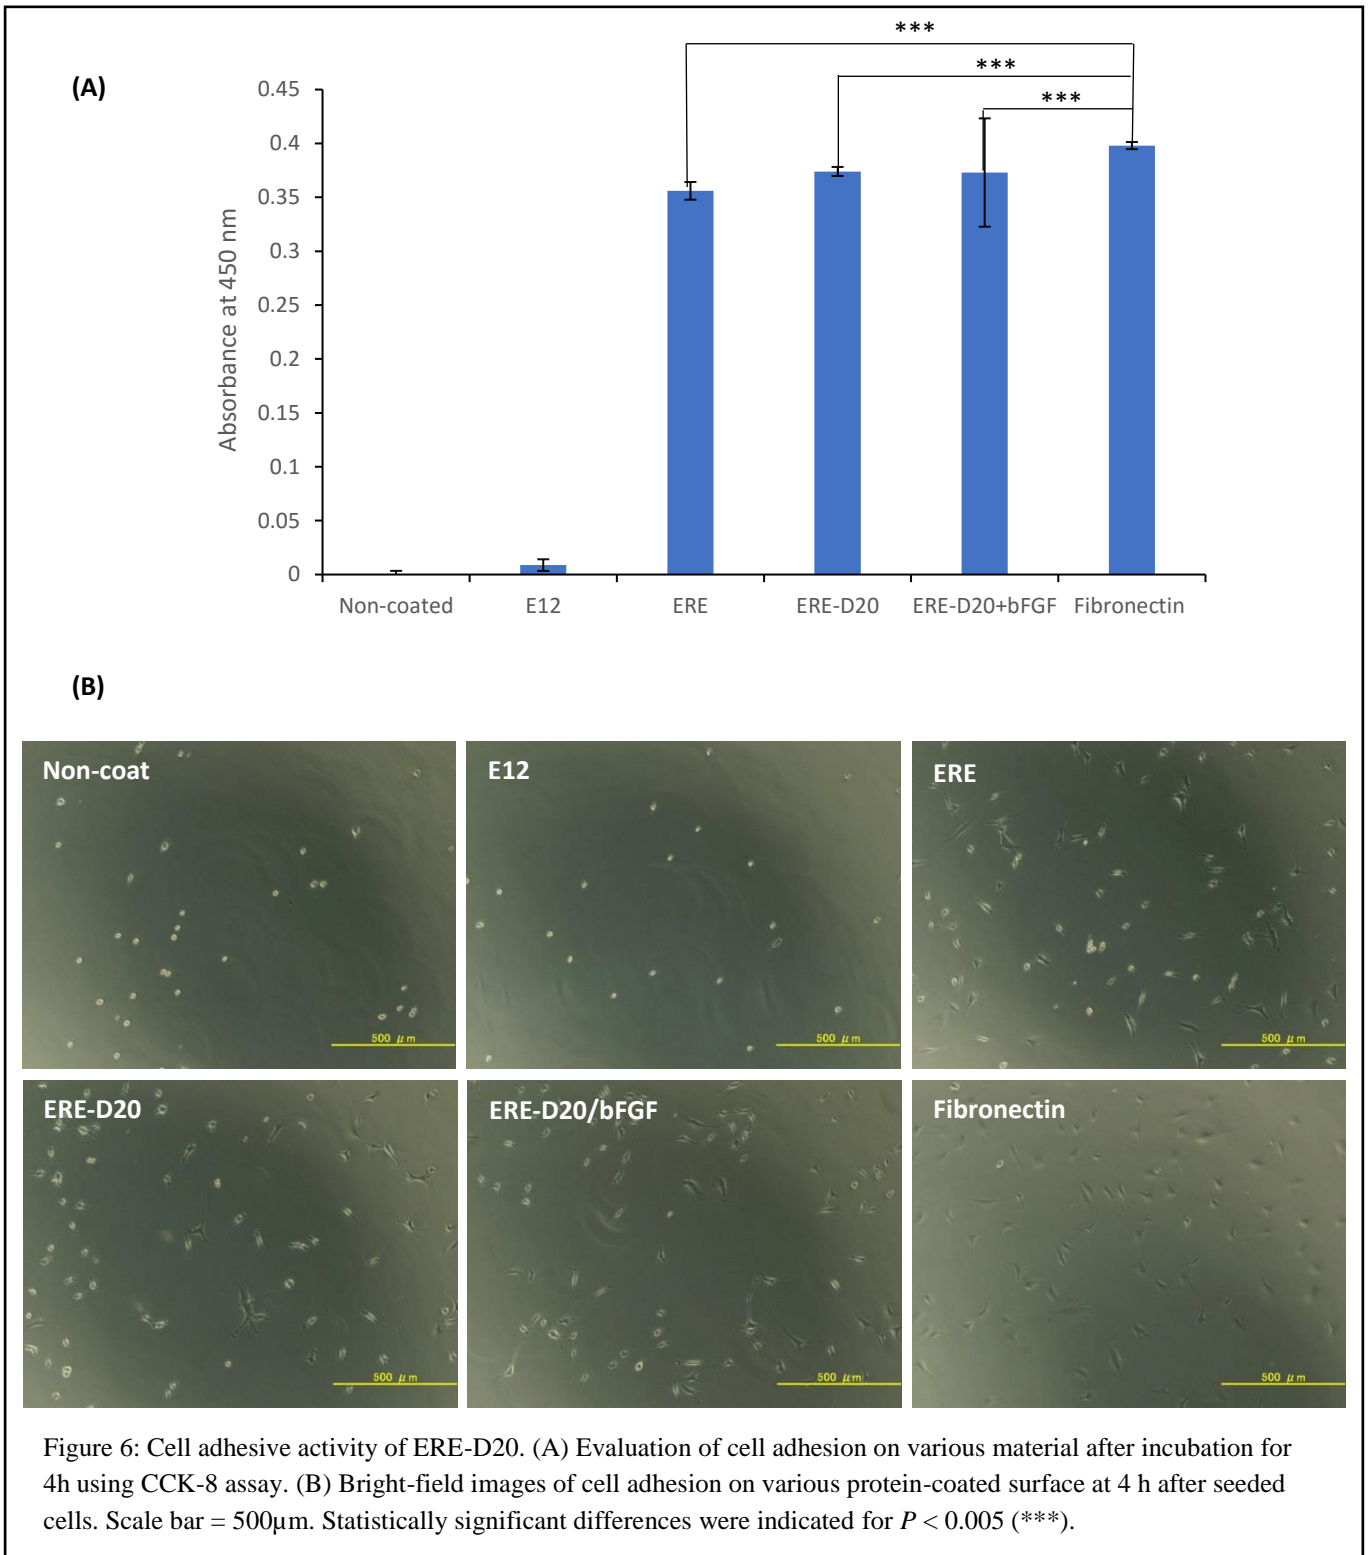 ***
(A)
***
***
0.45
0.4
0.35
0.3
0.25
0.2
0.15
0.1
0.05
0
Absorbance at 450 nm
Non-coated E12 ERE ERE-D20 ERE-D20+bFGF Fibronectin
(B)
Non-coat
500 μm
E12
500 μm
ERE
500 μm
ERE-D20
500 μm
ERE-D20/bFGF
500 μm
Fibronectin
500 μm
Figure 6: Cell adhesive activity of ERE-D20. (A) Evaluation of cell adhesion on various material after incubation for
4h using CCK-8 assay. (B) Bright-field images of cell adhesion on various protein-coated surface at 4 h after seeded
cells. Scale bar = 500μm. Statistically significant differences were indicated for P < 0.005 (***).